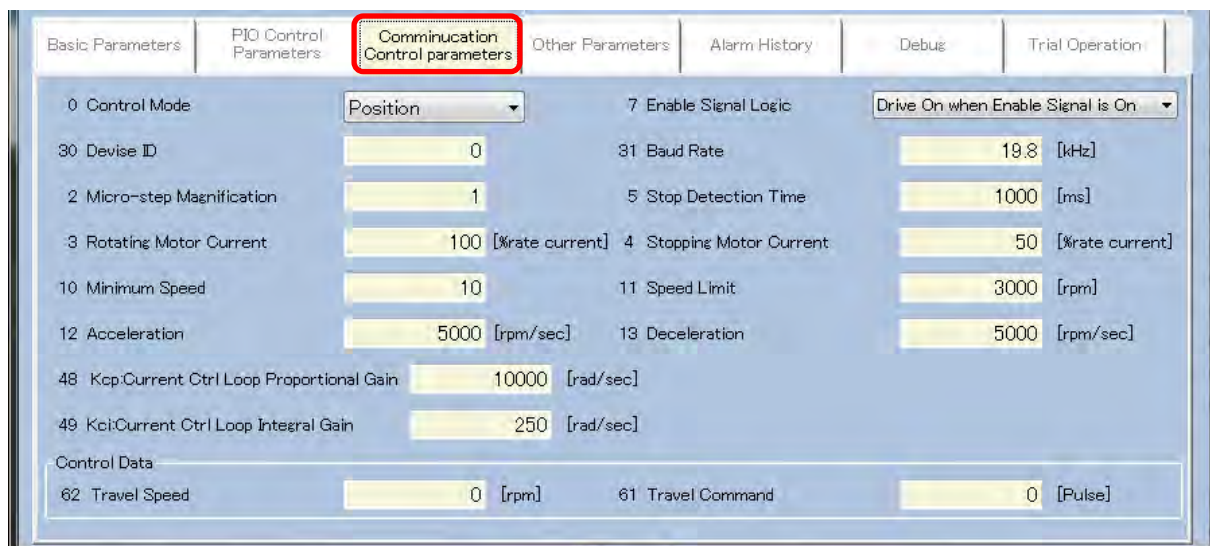 Basic Parameters PIO Control Parameters Comminucation Control parameters Other Parameters Alarm History Debug Trial Operation
0 Control Mode Position 7 Enable Signal Logic Drive On when Enable Signal is On
30 Devise ID 0 31 Baud Rate 19.8 [kHz]
2 Micro-step Magnification 1 5 Stop Detection Time 1000 [ms]
3 Rotating Motor Current 100 [%rate current] 4 Stopping Motor Current 50 [%rate current]
10 Minimum Speed 10 11 Speed Limit 3000 [rpm]
12 Acceleration 5000 [rpm/sec] 13 Deceleration 5000 [rpm/sec]
48 Kcp:Current Ctrl Loop Proportional Gain 10000 [rad/sec]
49 Kci:Current Ctrl Loop Integral Gain 250 [rad/sec]
Control Data
62 Travel Speed 0 [rpm] 61 Travel Command 0 [Pulse]